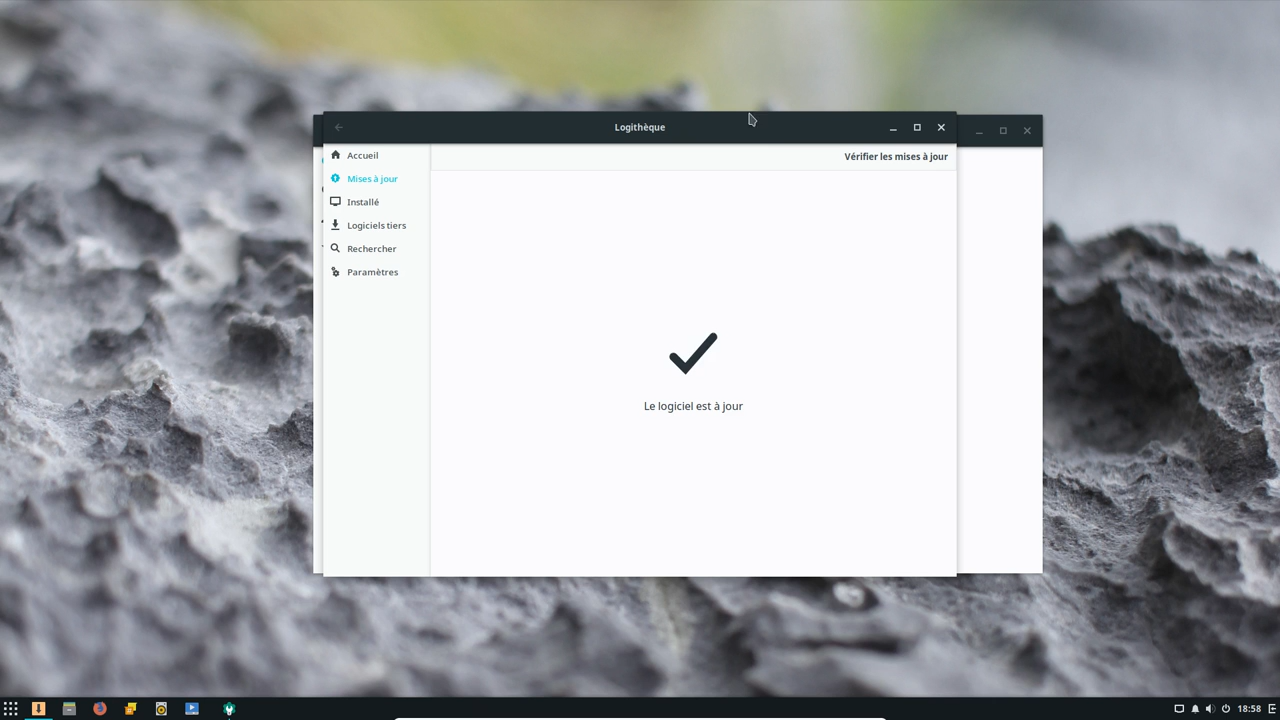 Logithèque
Accueil
Vérifier les mises à jour
Mises à jour
Installé
Logiciels tiers
Rechercher
Paramètres
Le logiciel est à jour
18:58